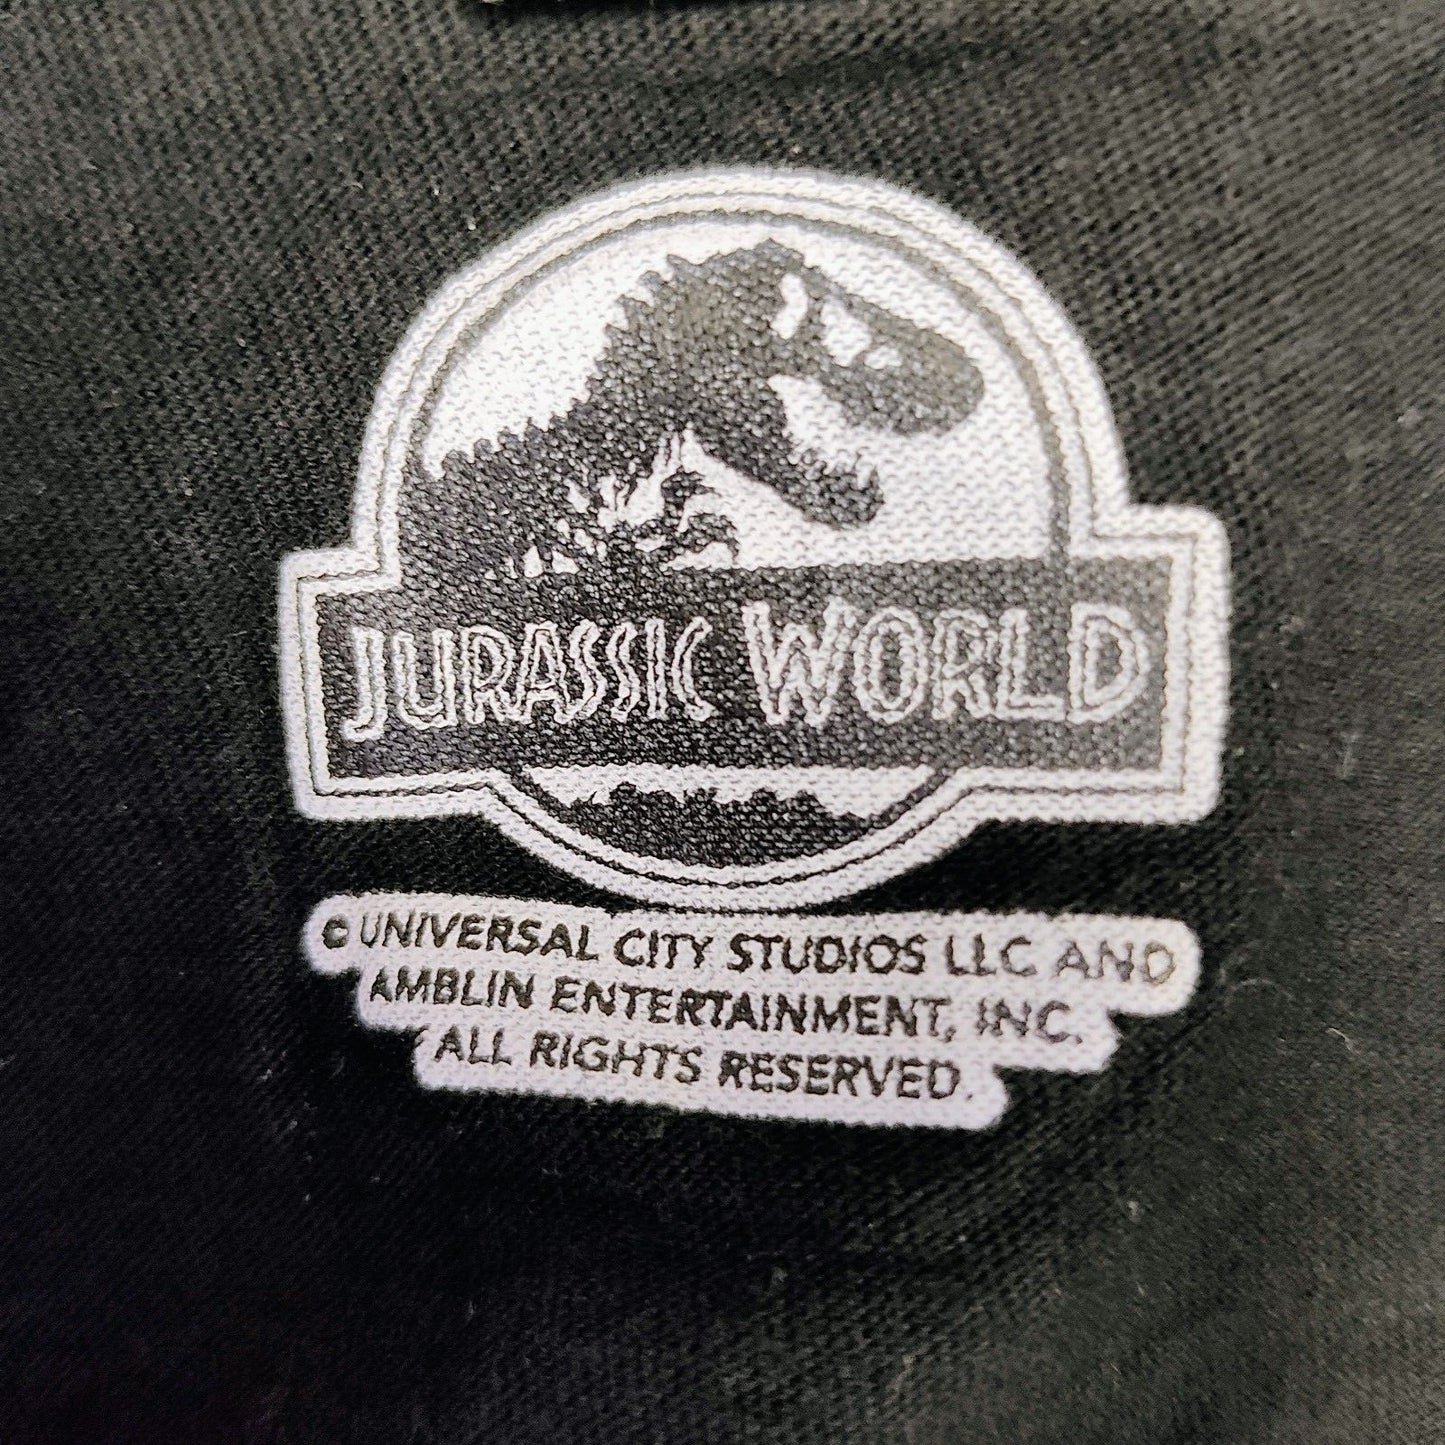 JURASSIC WORLD
© UNIVERSAL CITY STUDIOS LLC AND
AMBLIN ENTERTAINMENT, INC.
ALL RIGHTS RESERVED.